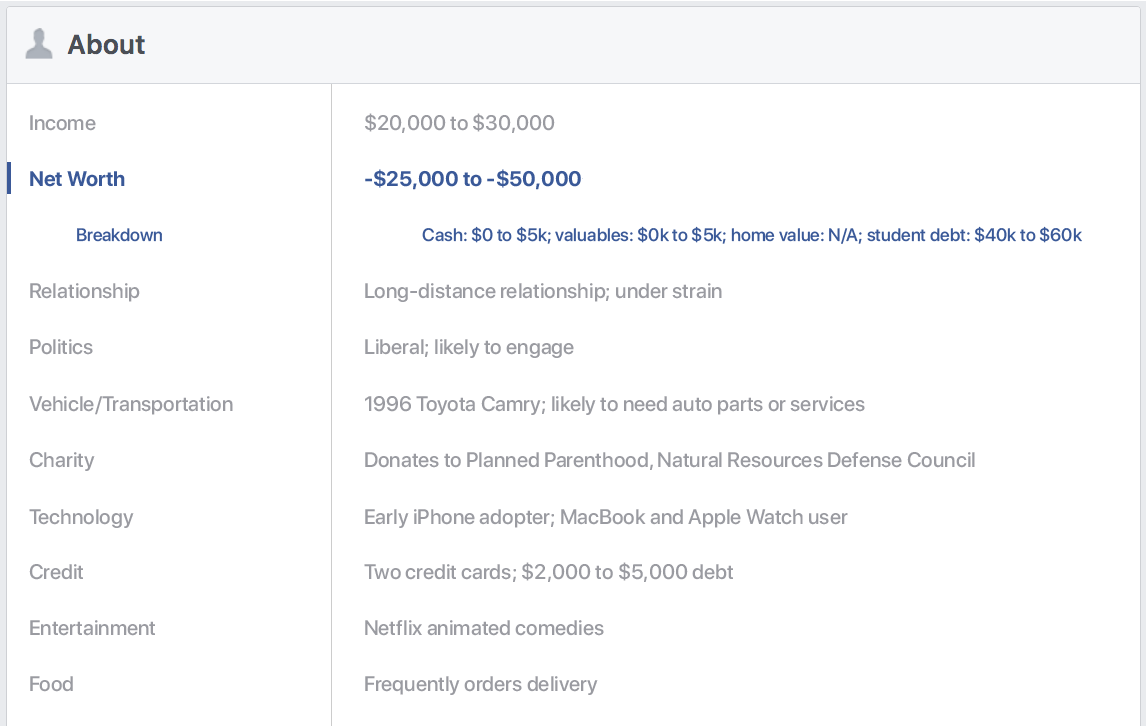 About
Income $20,000 to $30,000
Net Worth -$25,000 to -$50,000
Breakdown Cash: $0 to $5k; valuables: $0k to $5k; home value: N/A; student debt: $40k to $60k
Relationship Long-distance relationship; under strain
Politics Liberal; likely to engage
Vehicle/Transportation 1996 Toyota Camry; likely to need auto parts or services
Charity Donates to Planned Parenthood, Natural Resources Defense Council
Technology Early iPhone adopter; MacBook and Apple Watch user
Credit Two credit cards; $2,000 to $5,000 debt
Entertainment Netflix animated comedies
Food Frequently orders delivery